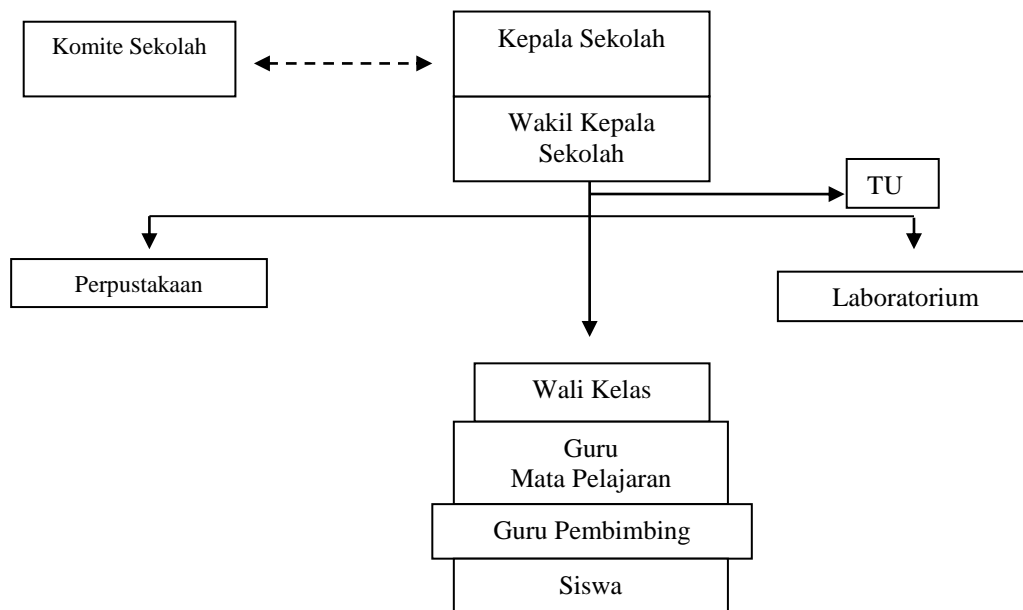 Komite Sekolah
Kepala Sekolah
Wakil Kepala
Sekolah
TU
Perpustakaan
Laboratorium
Wali Kelas
Guru
Mata Pelajaran
Guru Pembimbing
Siswa